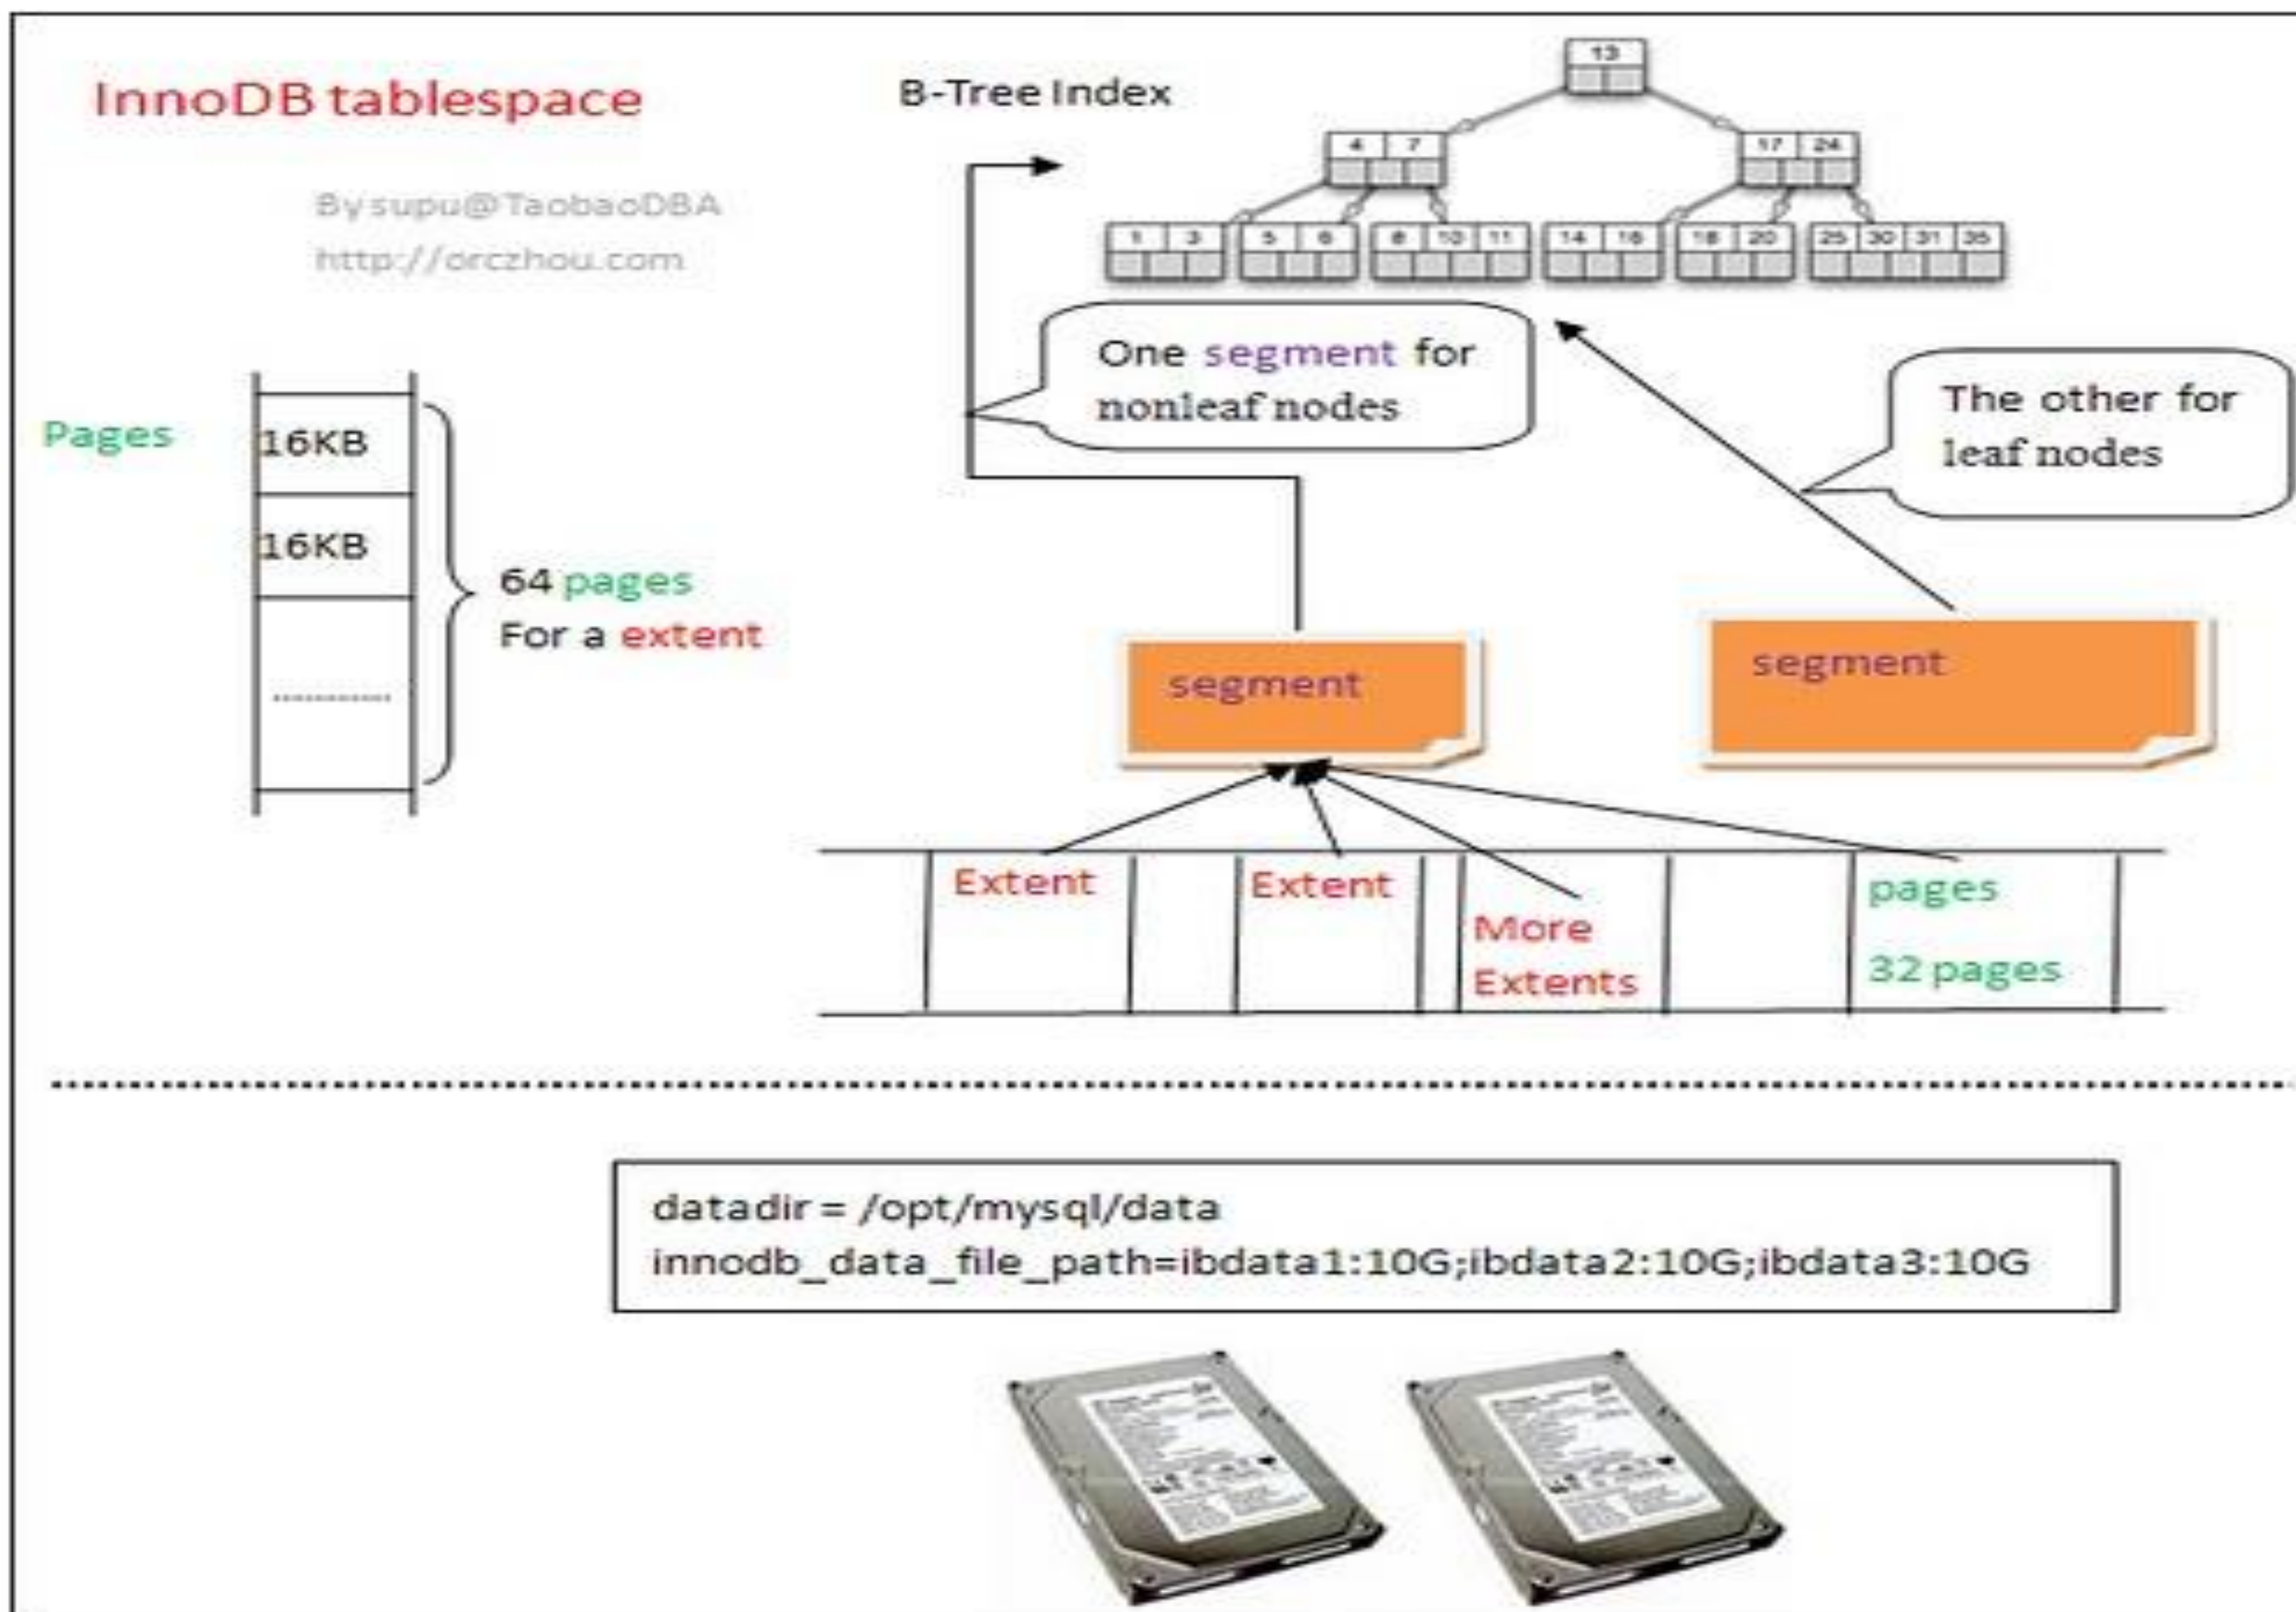 InnoDB tablespace
By supu@TaobaoDBA
http://orczhou.com
B-Tree Index
13
4 7
17 24
1 3
5 6
8 10 11
14 16
18 20
25 30 31 35
One segment for
nonleaf nodes
The other for
leaf nodes
Pages
16KB
16KB
............
64 pages
For a extent
segment
segment
Extent
Extent
More
Extents
pages
32 pages
datadir = /opt/mysql/data
innodb_data_file_path=ibdata1:10G;ibdata2:10G;ibdata3:10G